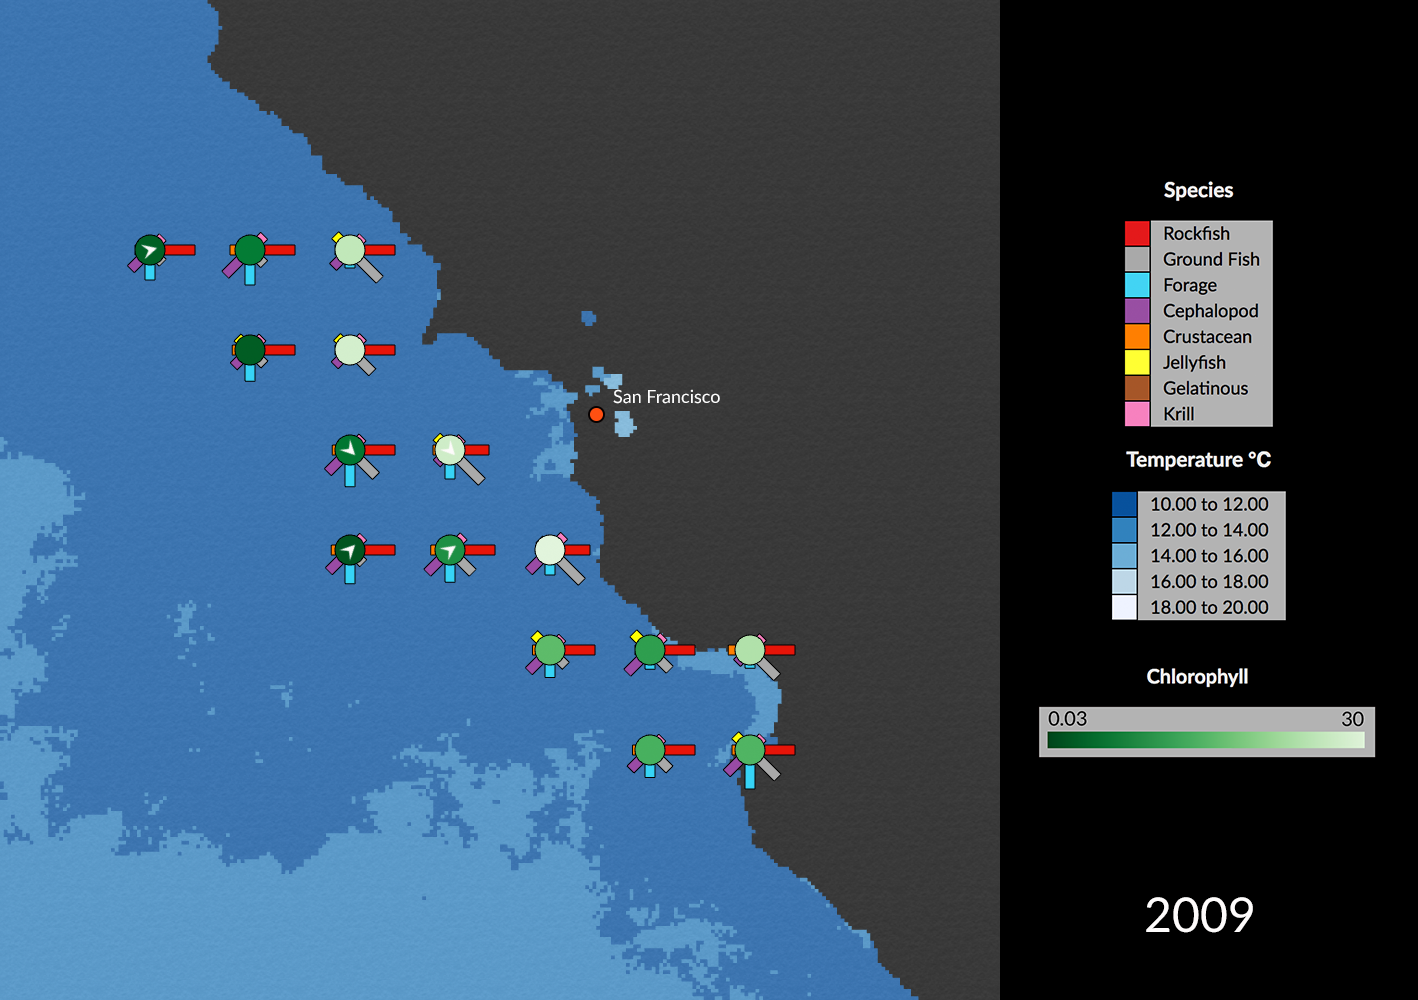 San Francisco
Species
Rockfish
Ground Fish
Forage
Cephalopod
Crustacean
Jellyfish
Gelatinous
Krill
Temperature °C
10.00 to 12.00
12.00 to 14.00
14.00 to 16.00
16.00 to 18.00
18.00 to 20.00
Chlorophyll
0.03 30
2009